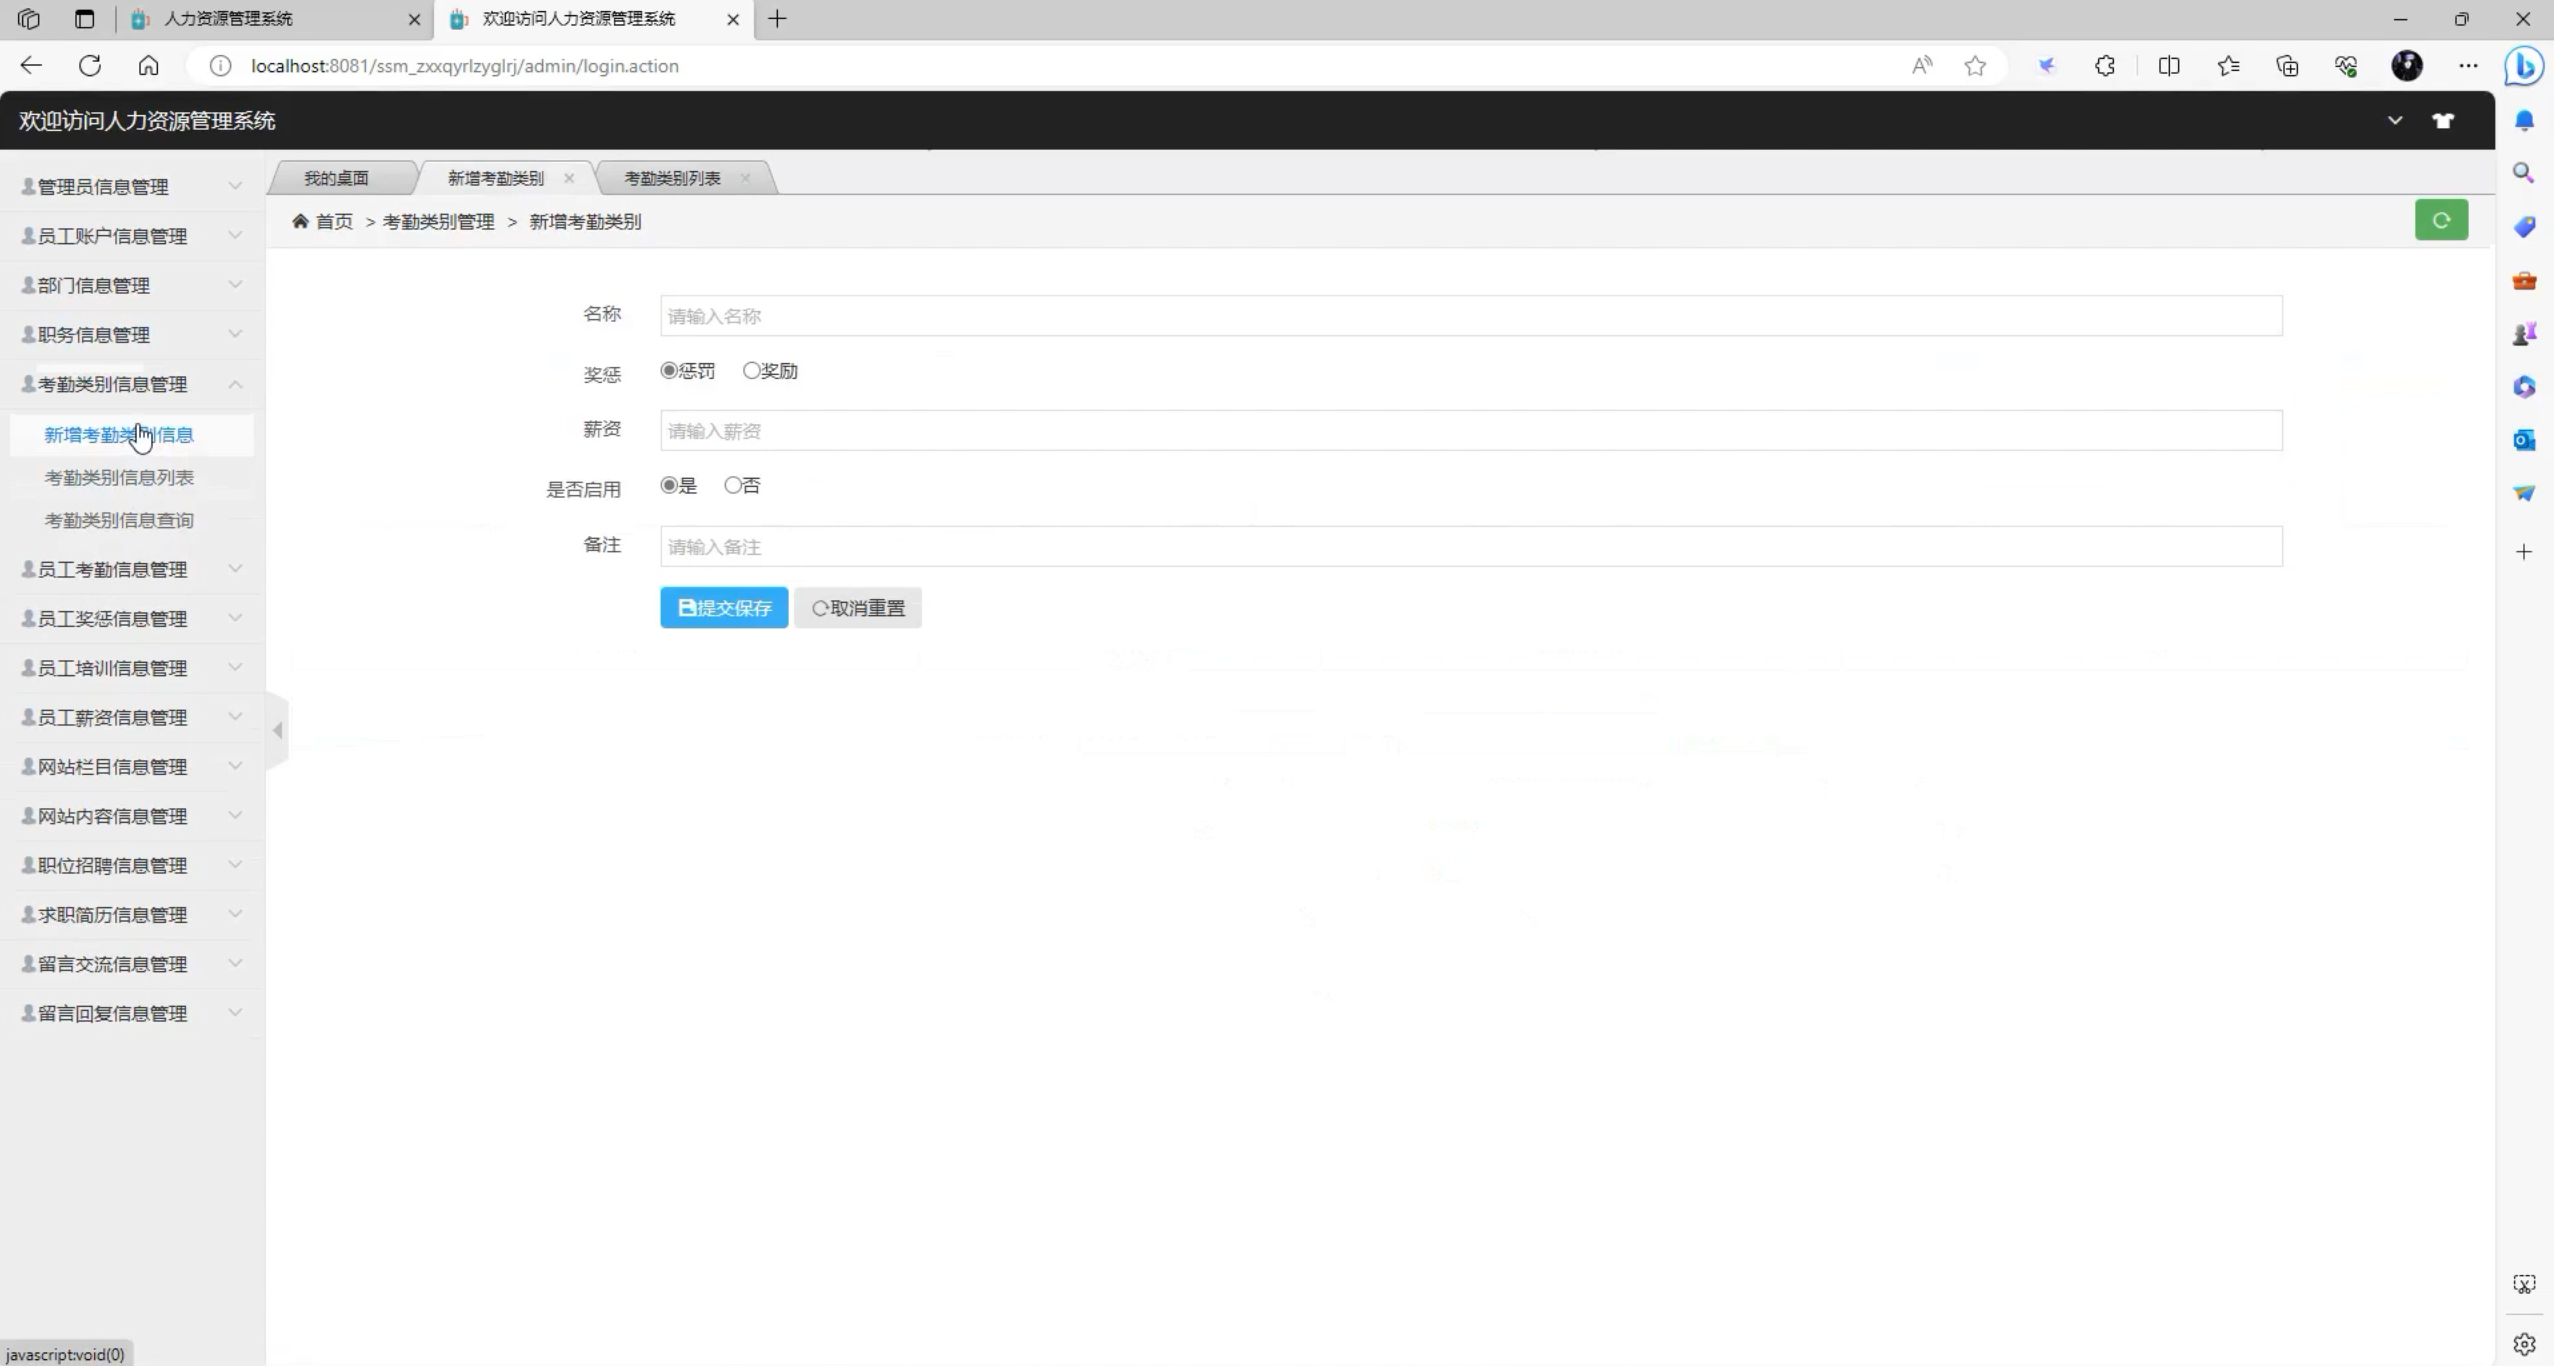 人力资源管理系统
欢迎访问人力资源管理系统
localhost:8081/ssm_zxxqyrlzyglrj/admin/login.action
欢迎访问人力资源管理系统
管理员信息管理
员工账户信息管理
部门信息管理
职务信息管理
考勤类别信息管理
新增考勤类别信息
考勤类别信息列表
考勤类别信息查询
员工考勤信息管理
员工奖惩信息管理
员工培训信息管理
员工薪资信息管理
网站栏目信息管理
网站内容信息管理
职位招聘信息管理
求职简历信息管理
留言交流信息管理
留言回复信息管理
我的桌面
新增考勤类别
考勤类别列表
首页 > 考勤类别管理 > 新增考勤类别
名称 请输入名称
奖惩 惩罚 奖励
薪资 请输入薪资
是否启用 是 否
备注 请输入备注
提交保存 取消重置
javascript:void(0)